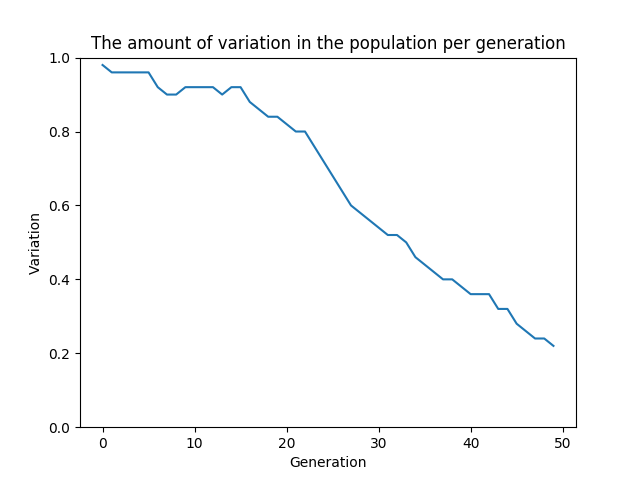 The amount of variation in the population per generation
1.0
0.8
0.6
0.4
0.2
0.0
Variation
0 10 20 30 40 50
Generation